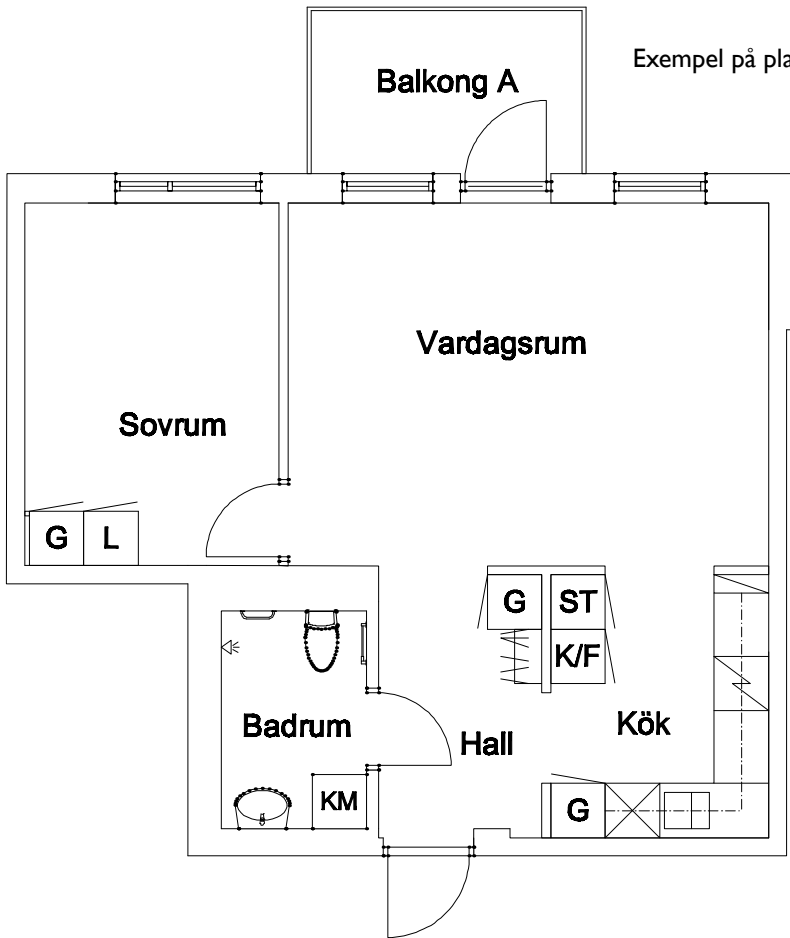 Exempel på pla
Balkong A
Vardagsrum
Sovrum
G L
G ST
K/F
Badrum
Hall
Kök
KM
G